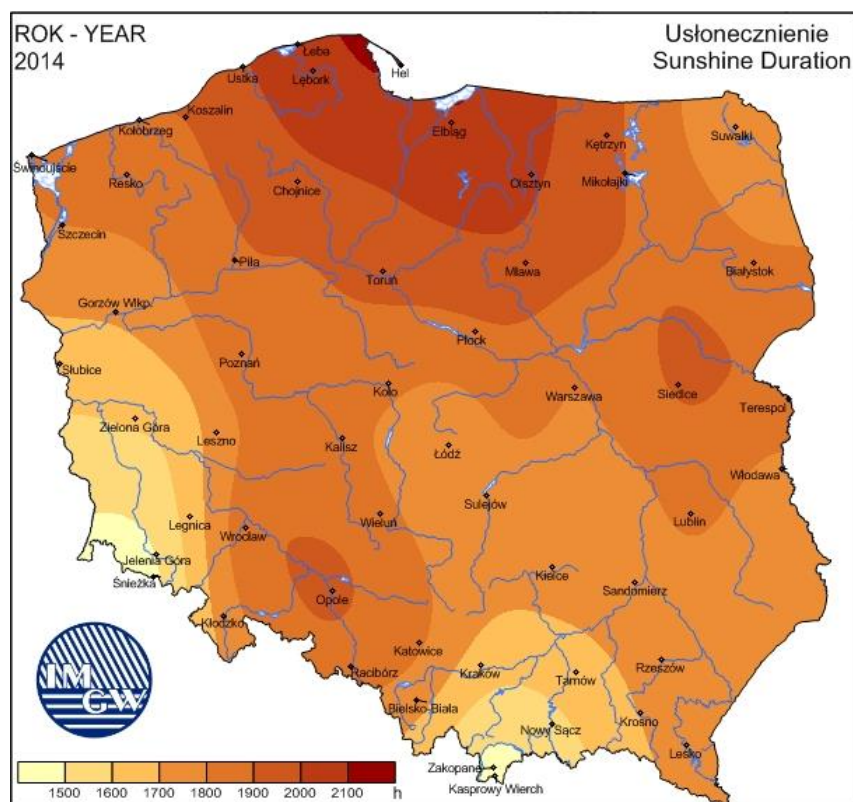 ROK - YEAR
2014
Usłonecznienie
Sunshine Duration
Łeba
Hel
Ustka
Lębork
Koszalin
Kołobrzeg
Elbląg
Suwałki
Kętrzyn
Świnoujście
Resko
Chojnice
Olsztyn
Mikołajki
Szczecin
Piła
Toruń
Mława
Białystok
Gorzów Wlkp.
Płock
Słubice
Poznań
Koło
Warszawa
Siedlce
Terespol
Zielona Góra
Leszno
Kalisz
Łódź
Włodawa
Sulejów
Legnica
Wrocław
Wieluń
Lublin
Jelenia Góra
Śnieżka
Kielce
Sandomierz
Opole
Kłodzko
Katowice
Racibórz
Kraków
Tarnów
Rzeszów
Bielsko-Biała
Nowy Sącz
Krosno
Lesko
Zakopane
Kasprowy Wierch
IM
GW
1500 1600 1700 1800 1900 2000 2100 h